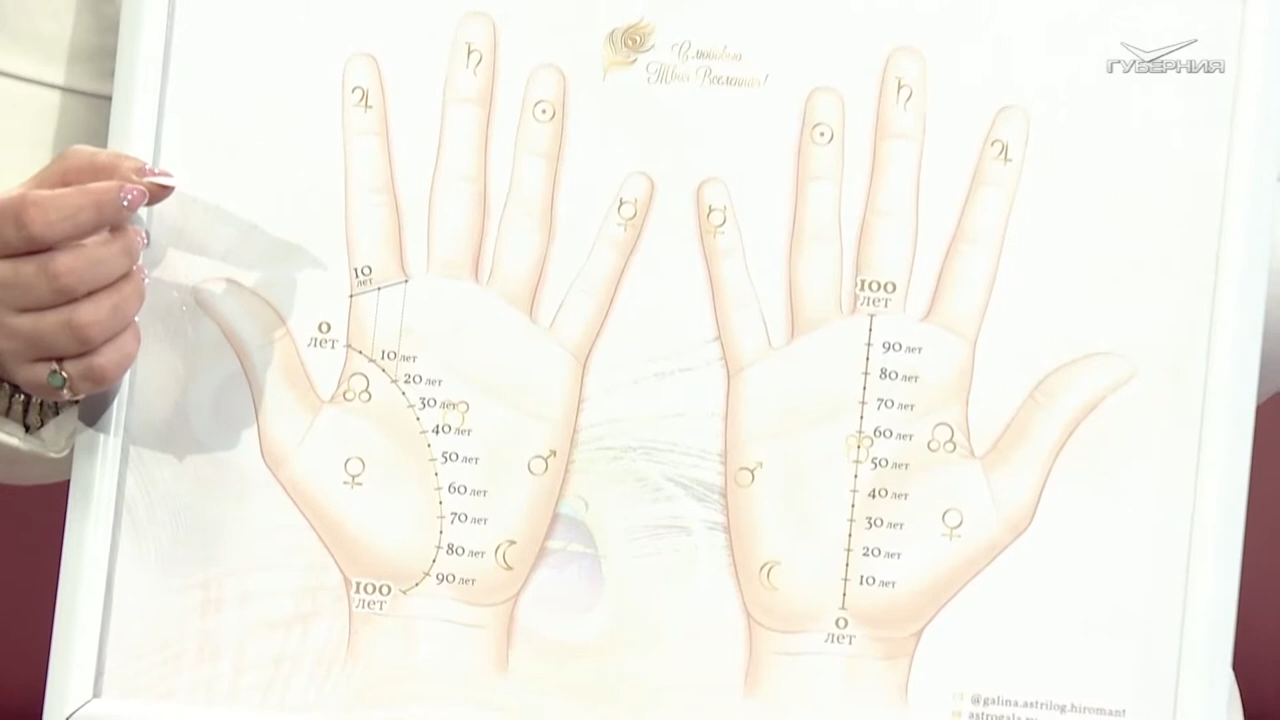 С любовью
Твоя Вселенная!
ГУБЕРНИЯ
10
лет
0
лет
10 лет
20 лет
30 лет
40 лет
50 лет
60 лет
70 лет
80 лет
90 лет
100
лет
100
лет
90 лет
80 лет
70 лет
60 лет
50 лет
40 лет
30 лет
20 лет
10 лет
0
лет
@galina.astrilog.hiromant